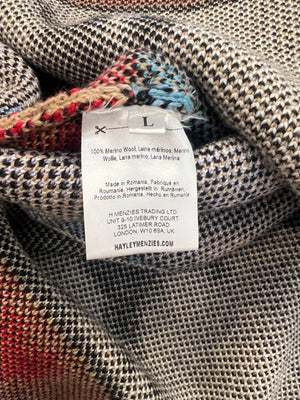 L
100% Merino Wool, Laine mérinos, Merino
Wolle, Lana merino, Lana Merina
Made in Romania, Fabriqué en
Roumanie, Hergestellt in Rumänien,
Prodotto in Romania, Hecho en Rumania
H MENZIES TRADING LTD
UNIT 9-10 IVEBURY COURT
325 LATIMER ROAD
LONDON, W10 6RA, UK
HAYLEYMENZIES.COM